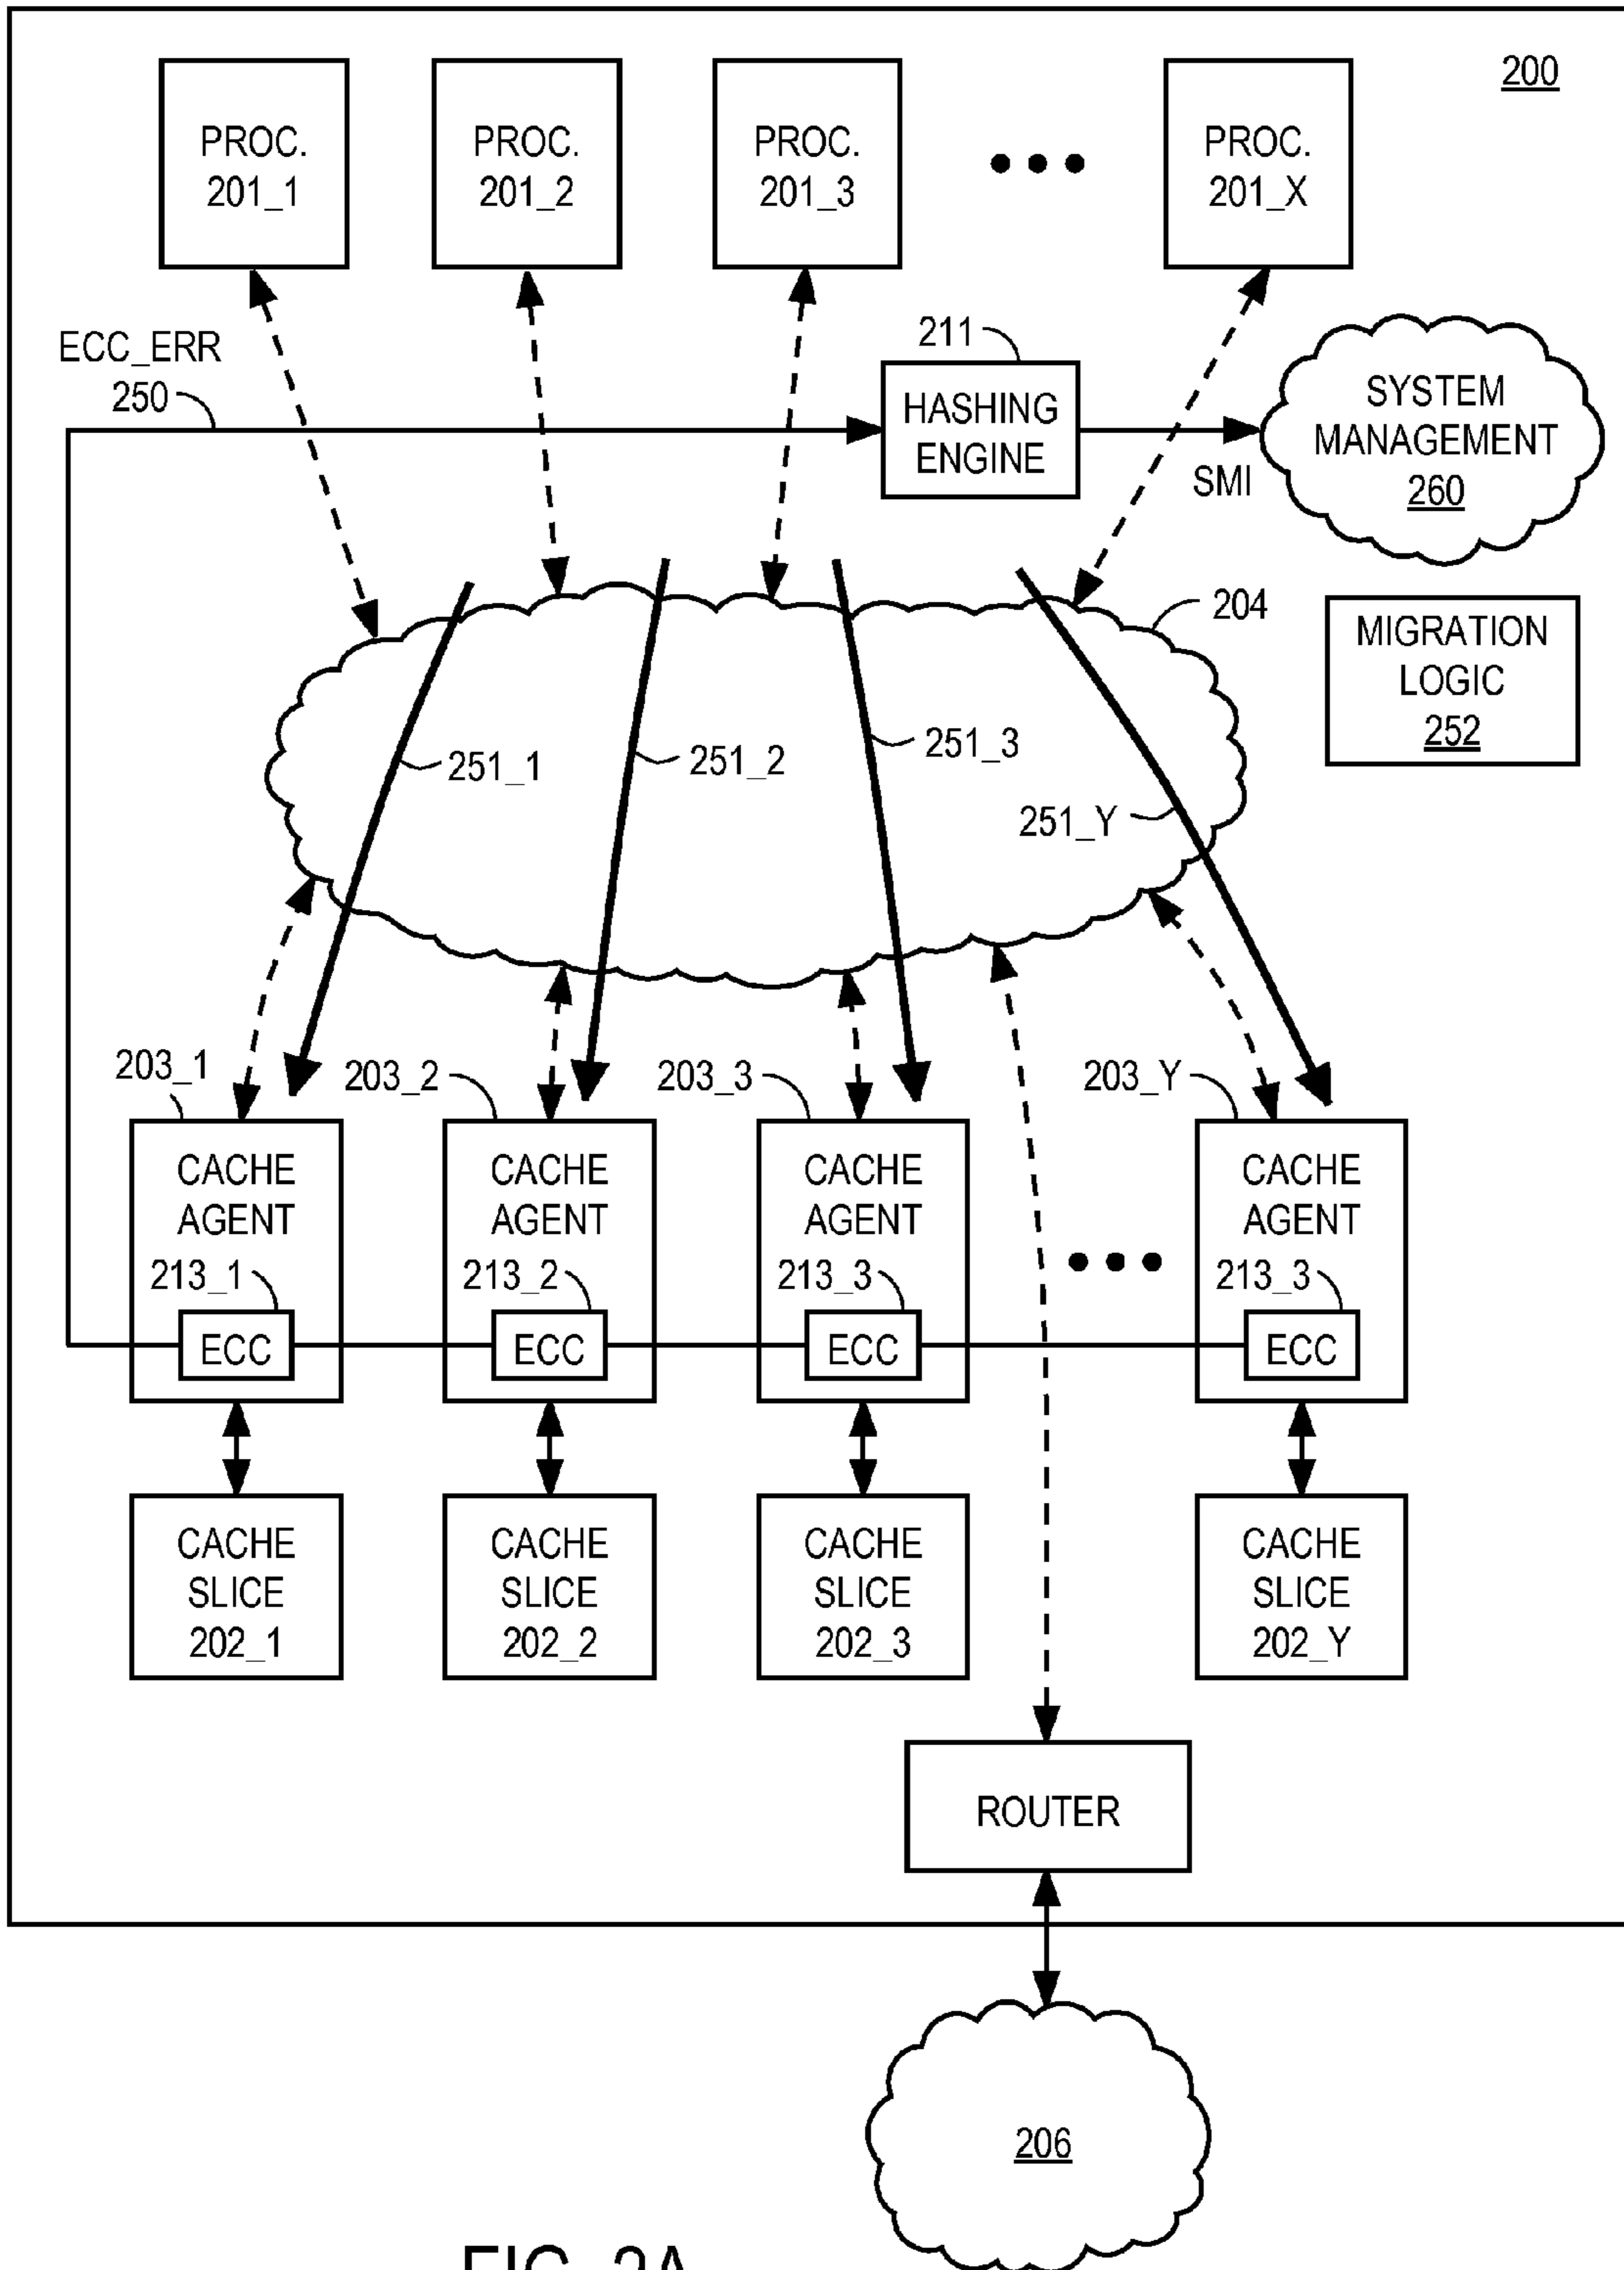 200
PROC.
201_1
PROC.
201_2
PROC.
201_3
PROC.
201_X
ECC_ERR
250
211
HASHING
ENGINE
SMI
SYSTEM
MANAGEMENT
260
204
MIGRATION
LOGIC
252
251_1
251_2
251_3
251_Y
203_1
203_2
203_3
203_Y
CACHE
AGENT
213_1
ECC
CACHE
AGENT
213_2
ECC
CACHE
AGENT
213_3
ECC
CACHE
AGENT
213_3
ECC
CACHE
SLICE
202_1
CACHE
SLICE
202_2
CACHE
SLICE
202_3
CACHE
SLICE
202_Y
ROUTER
206
FIG. 2A